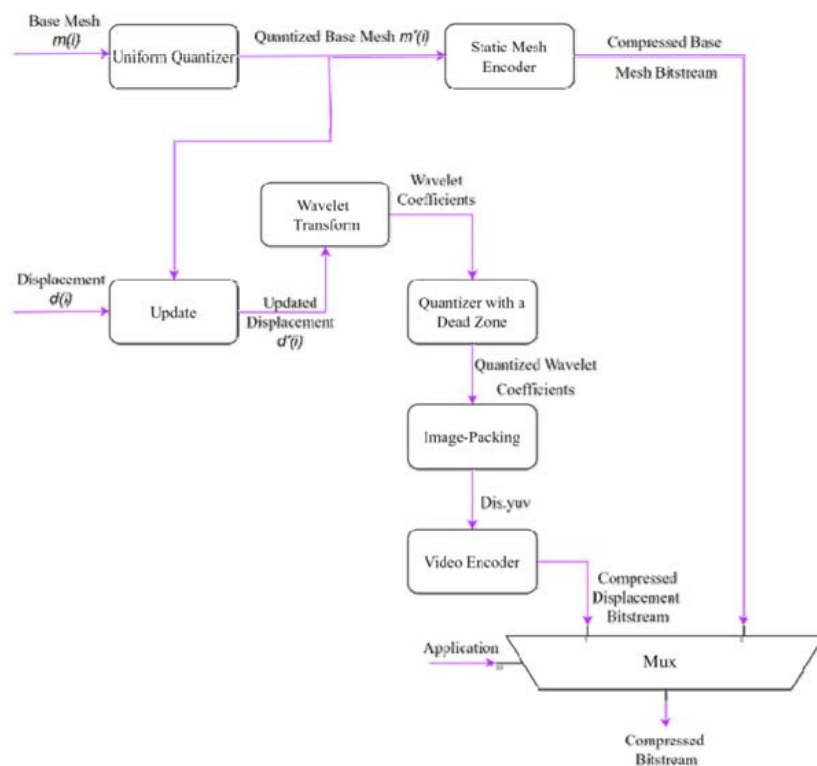 Base Mesh
m(i)
Uniform Quantizer
Quantized Base Mesh m'(i)
Static Mesh
Encoder
Compressed Base
Mesh Bitstream
Wavelet
Transform
Wavelet
Coefficients
Displacement
d(i)
Update
Updated
Displacement
d'(i)
Quantizer with a
Dead Zone
Quantized Wavelet
Coefficients
Image-Packing
Dis.yuv
Video Encoder
Compressed
Displacement
Bitstream
Application
Mux
Compressed
Bitstream